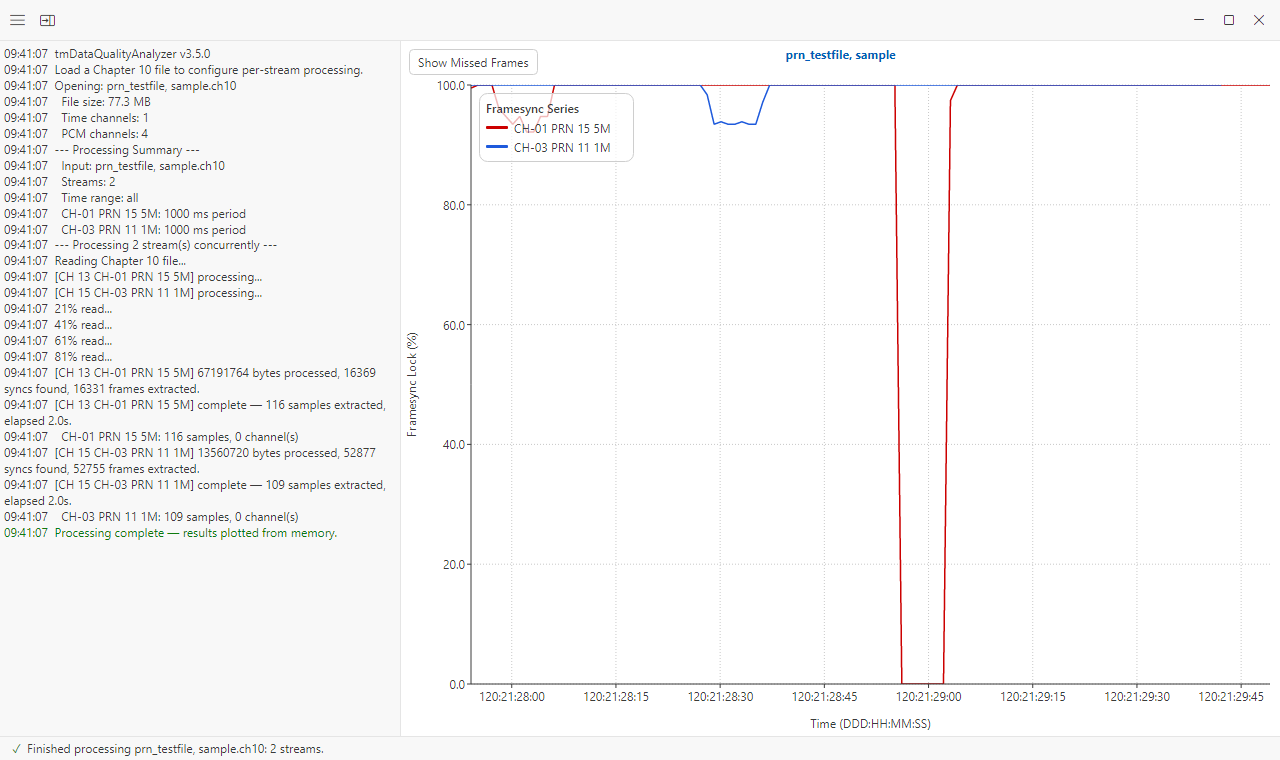 09:41:07 tmDataQualityAnalyzer v3.5.0
09:41:07 Load a Chapter 10 file to configure per-stream processing.
09:41:07 Opening: prn_testfile, sample.ch10
09:41:07 File size: 77.3 MB
09:41:07 Time channels: 1
09:41:07 PCM channels: 4
09:41:07 --- Processing Summary ---
09:41:07 Input: prn_testfile, sample.ch10
09:41:07 Streams: 2
09:41:07 Time range: all
09:41:07 CH-01 PRN 15 5M: 1000 ms period
09:41:07 CH-03 PRN 11 1M: 1000 ms period
09:41:07 --- Processing 2 stream(s) concurrently ---
09:41:07 Reading Chapter 10 file...
09:41:07 [CH 13 CH-01 PRN 15 5M] processing...
09:41:07 [CH 15 CH-03 PRN 11 1M] processing...
09:41:07 21% read...
09:41:07 41% read...
09:41:07 61% read...
09:41:07 81% read...
09:41:07 [CH 13 CH-01 PRN 15 5M] 67191764 bytes processed, 16369
syncs found, 16331 frames extracted.
09:41:07 [CH 13 CH-01 PRN 15 5M] complete — 116 samples extracted,
elapsed 2.0s.
09:41:07 CH-01 PRN 15 5M: 116 samples, 0 channel(s)
09:41:07 [CH 15 CH-03 PRN 11 1M] 13560720 bytes processed, 52877
syncs found, 52755 frames extracted.
09:41:07 [CH 15 CH-03 PRN 11 1M] complete — 109 samples extracted,
elapsed 2.0s.
09:41:07 CH-03 PRN 11 1M: 109 samples, 0 channel(s)
09:41:07 Processing complete — results plotted from memory.
Show Missed Frames
prn_testfile, sample
Framesync Series
CH-01 PRN 15 5M
CH-03 PRN 11 1M
100.0
80.0
60.0
40.0
20.0
0.0
Framesync Lock (%)
120:21:28:00 120:21:28:15 120:21:28:30 120:21:28:45 120:21:29:00 120:21:29:15 120:21:29:30 120:21:29:45
Time (DDD:HH:MM:SS)
✓ Finished processing prn_testfile, sample.ch10: 2 streams.